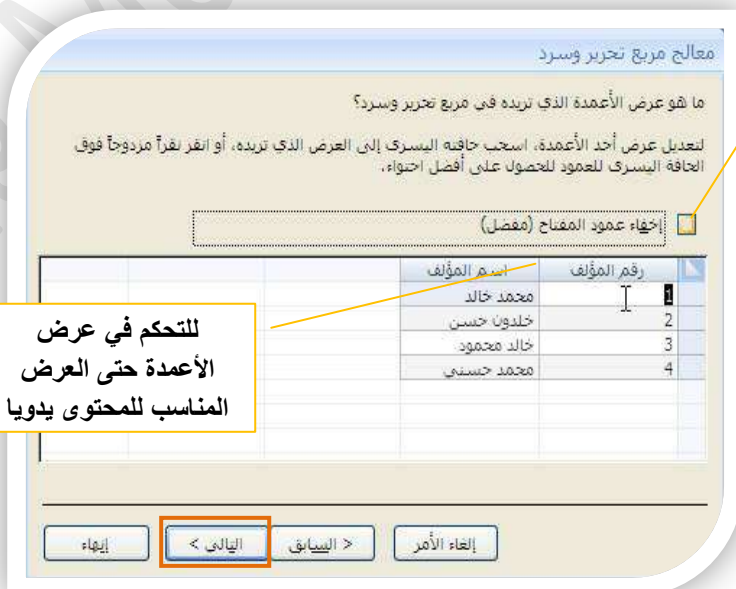 معالج مربع تحرير وسرد
ما هو عرض الأعمدة الذي تريده في مربع تحرير وسرد؟
لتعديل عرض أحد الأعمدة، اسحب حافته اليسرى إلى العرض الذي تريده، أو انقر نقراً مزدوجاً فوق
الحافة اليسرى للعمود للحصول على أفضل احتواء.
إخفاء عمود المفتاح (مفضل)
رقم المؤلف اسم المؤلف
1 محمد خالد
2 خلدون حسن
3 خالد محمود
4 محمد حسني
للتحكم في عرض
الأعمدة حتى العرض
المناسب للمحتوى يدويا
إلغاء الأمر < السابق التالي > إنهاء